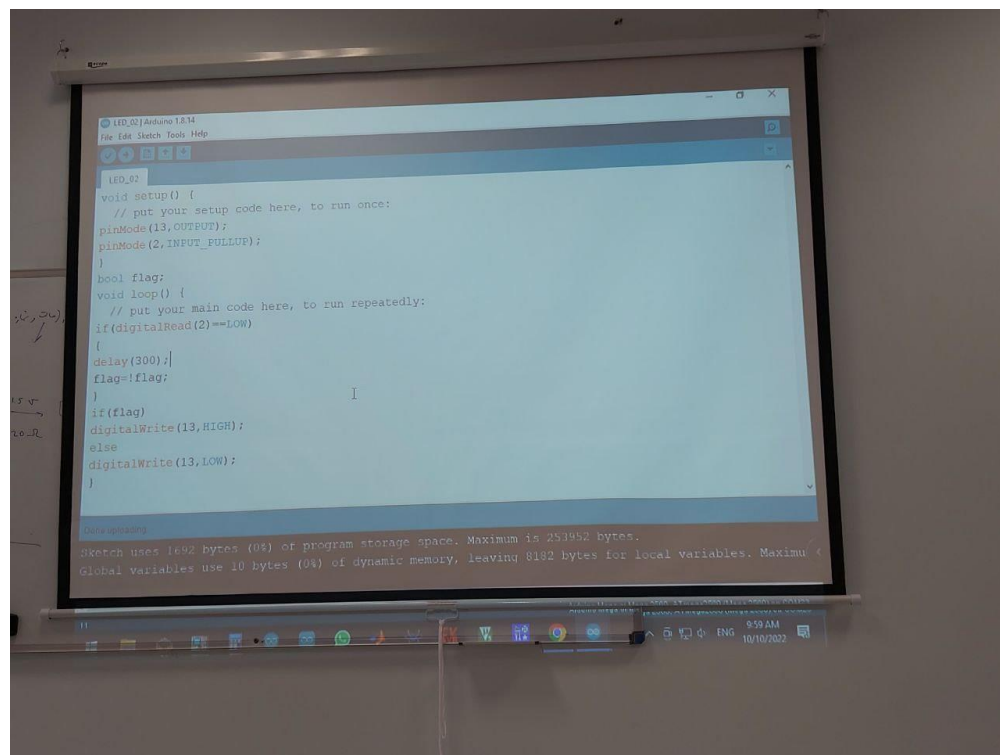 LED_02 | Arduino 1.8.14
File Edit Sketch Tools Help
LED_02
void setup() {
// put your setup code here, to run once:
pinMode(13,OUTPUT);
pinMode(2,INPUT_PULLUP);
}
bool flag;
void loop() {
// put your main code here, to run repeatedly:
if(digitalRead(2)==LOW)
{
delay(300);
flag=!flag;
}
if(flag)
digitalWrite(13,HIGH);
else
digitalWrite(13,LOW);
}
Done uploading.
Sketch uses 1692 bytes (0%) of program storage space. Maximum is 253952 bytes.
Global variables use 10 bytes (0%) of dynamic memory, leaving 8182 bytes for local variables. Maximu
11
ENG
9:59 AM
10/10/2022